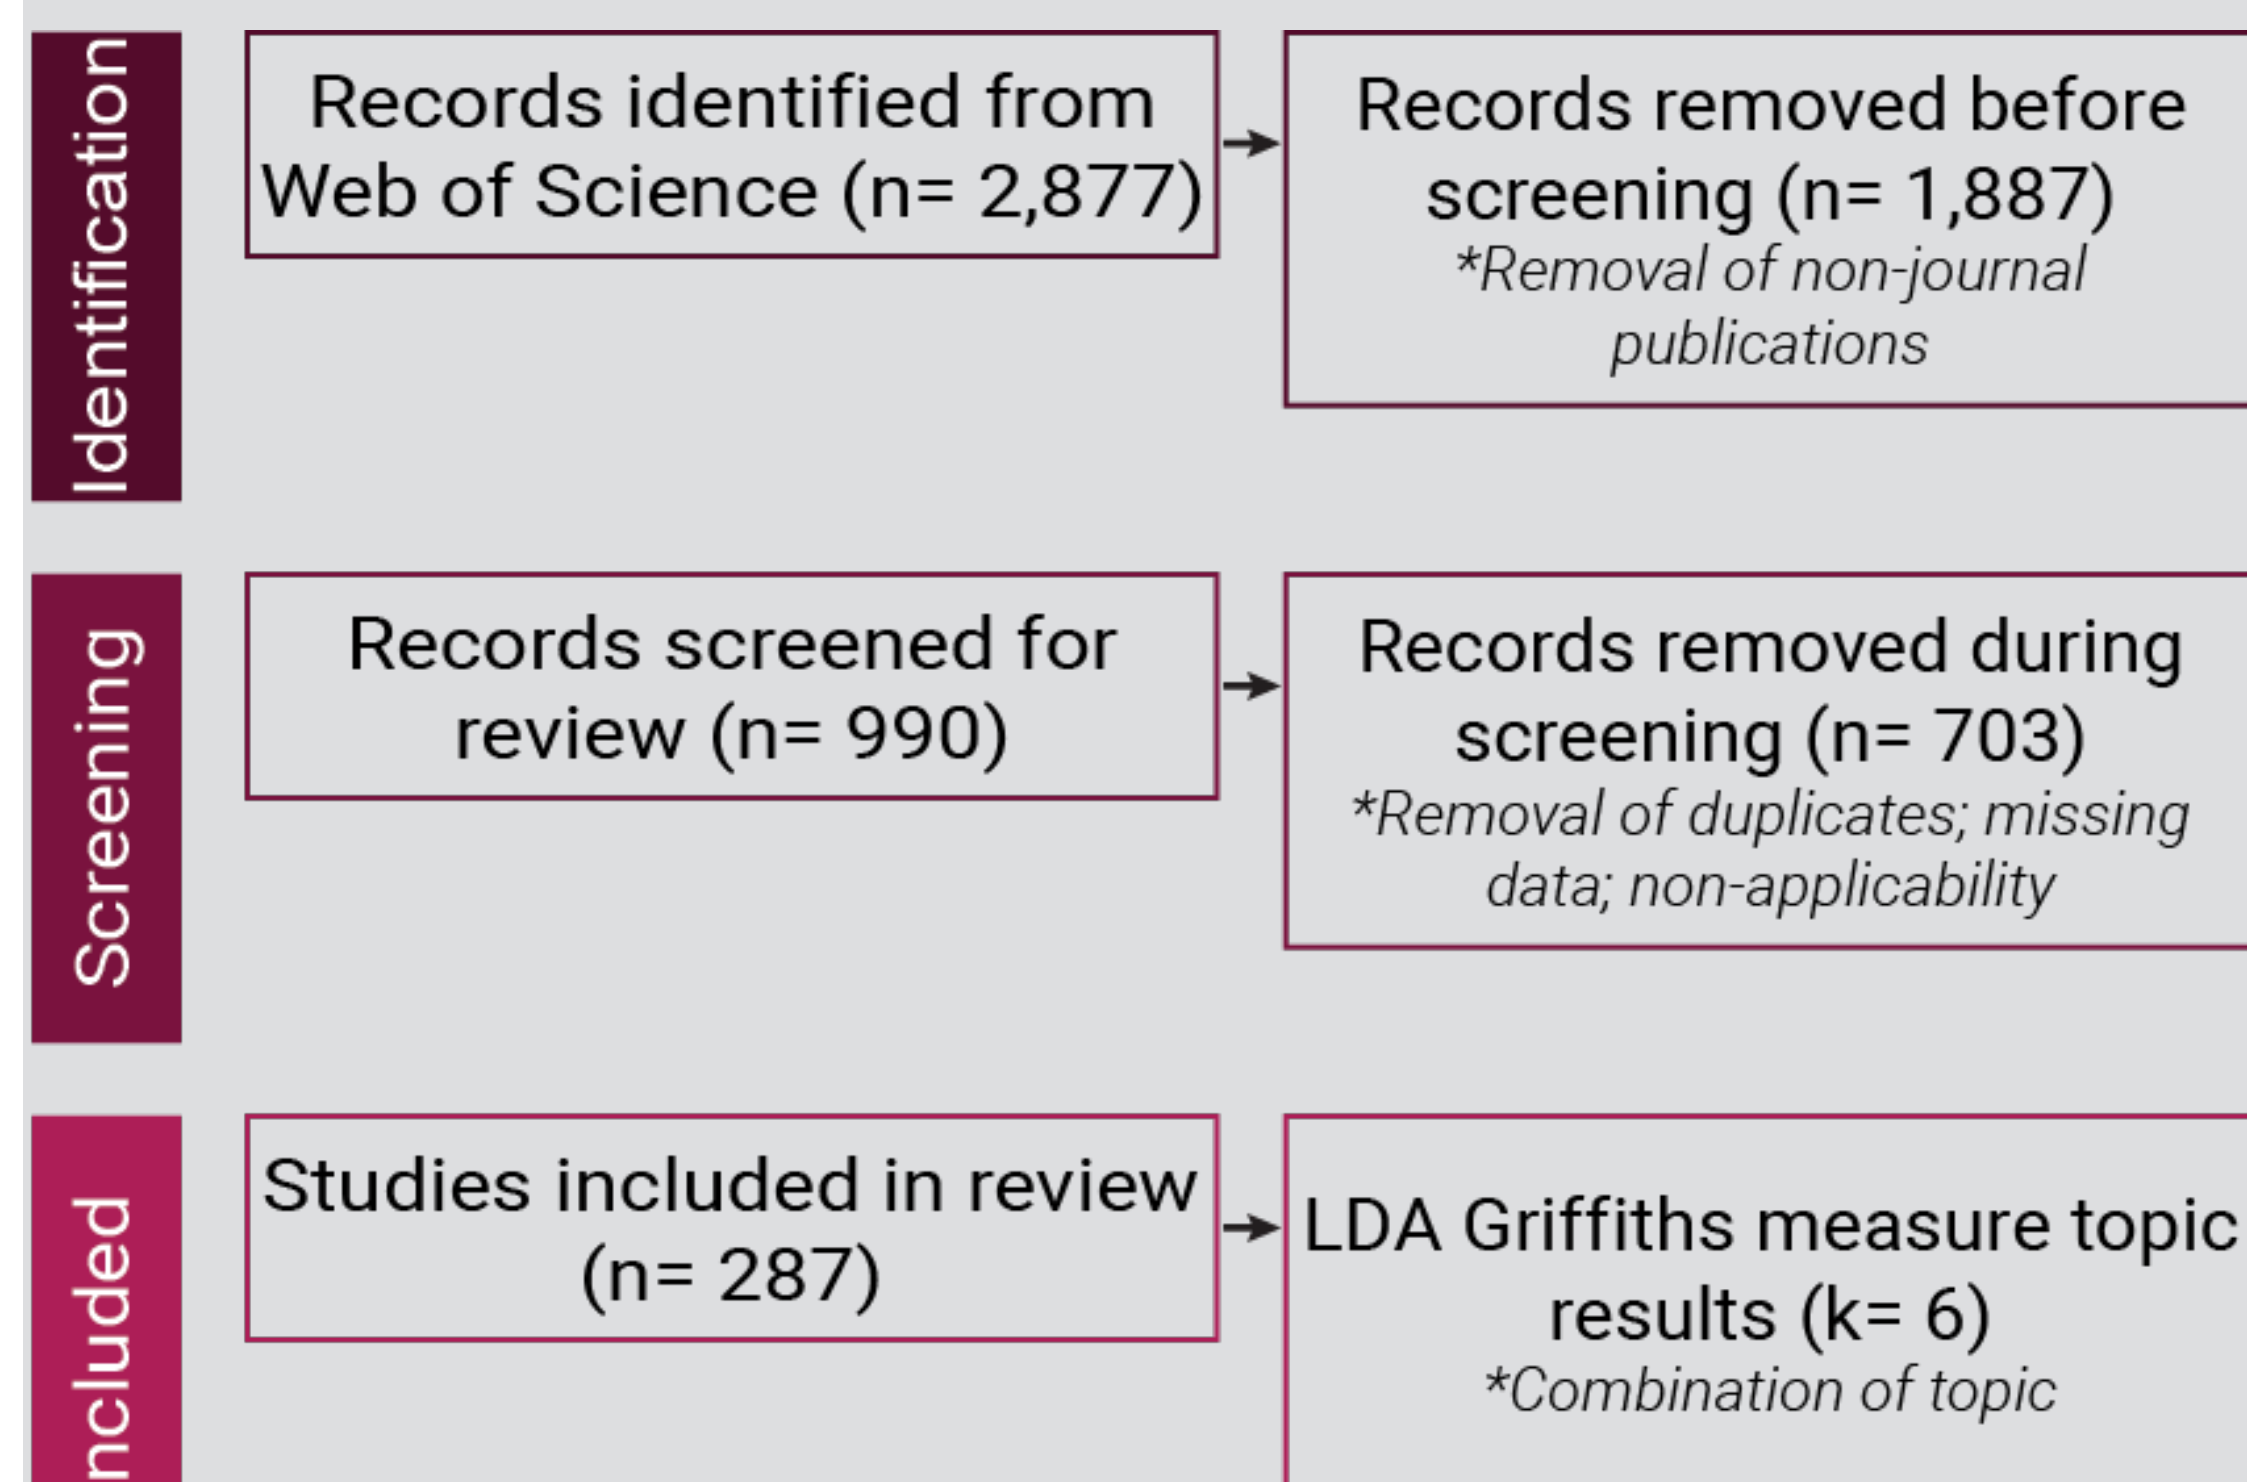 Identification
Records identified from
Web of Science (n= 2,877)
Records removed before
screening (n= 1,887)
*Removal of non-journal
publications
Screening
Records screened for
review (n= 990)
Records removed during
screening (n= 703)
*Removal of duplicates; missing
data; non-applicability
ncluded
Studies included in review
(n= 287)
LDA Griffiths measure topic
results (k= 6)
*Combination of topic